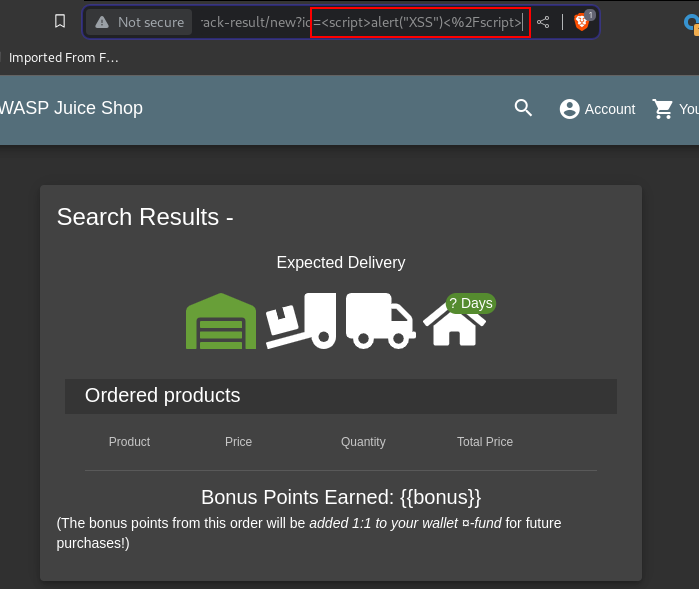 Not secure rack-result/new?id=<script>alert("XSS")<%2Fscript> 1
Imported From F...
WASP Juice Shop Account You
Search Results -
Expected Delivery
? Days
Ordered products
Product Price Quantity Total Price
Bonus Points Earned: {{bonus}}
(The bonus points from this order will be added 1:1 to your wallet ¤-fund for future
purchases!)